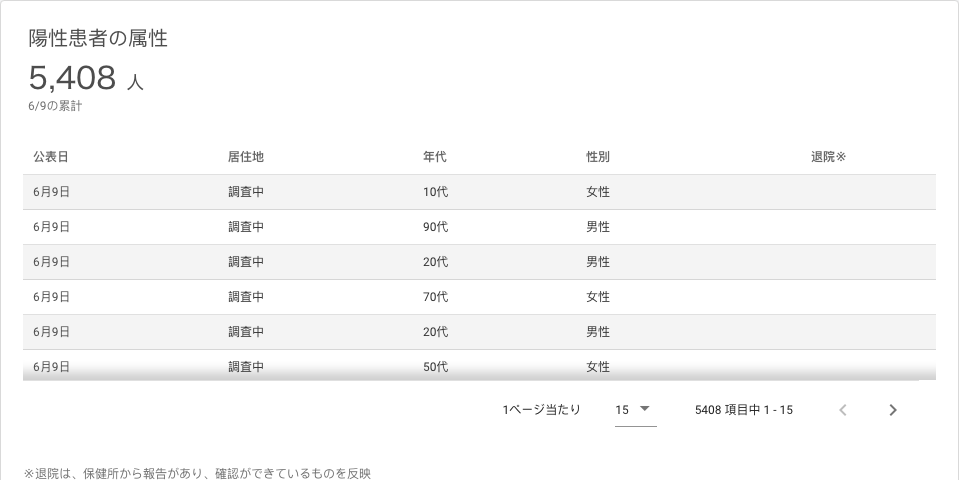 陽性患者の属性
5,408 人
6/9の累計
公表日 居住地 年代 性別 退院※
6月9日 調査中 10代 女性
6月9日 調査中 90代 男性
6月9日 調査中 20代 男性
6月9日 調査中 70代 女性
6月9日 調査中 20代 男性
6月9日 調査中 50代 女性
1ページ当たり 15 5408 項目中 1 - 15
※退院は、保健所から報告があり、確認ができているものを反映